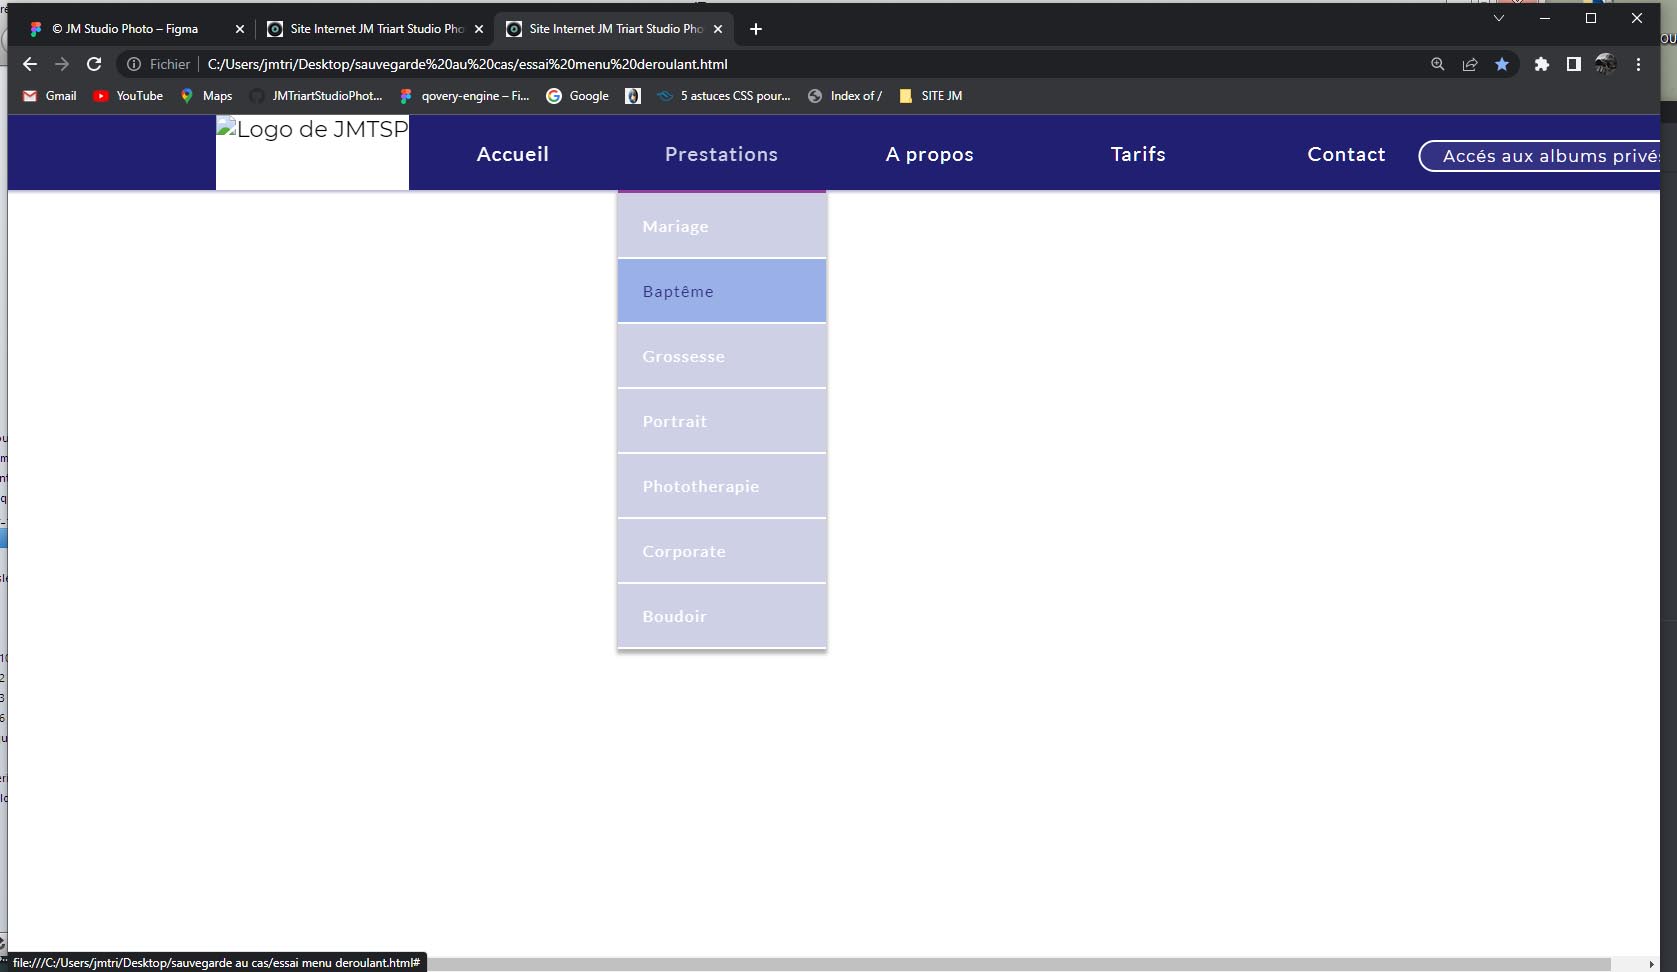 © JM Studio Photo – Figma
Site Internet JM Triart Studio Pho
Site Internet JM Triart Studio Pho
Fichier
C:/Users/jmtri/Desktop/sauvegarde%20au%20cas/essai%20menu%20deroulant.html
Gmail
YouTube
Maps
JMTriartStudioPhot...
qovery-engine – Fi...
Google
5 astuces CSS pour...
Index of /
SITE JM
Logo de JMTSP
Accueil
Prestations
A propos
Tarifs
Contact
Accés aux albums privés
Mariage
Baptême
Grossesse
Portrait
Phototherapie
Corporate
Boudoir
file:///C:/Users/jmtri/Desktop/sauvegarde au cas/essai menu deroulant.html#